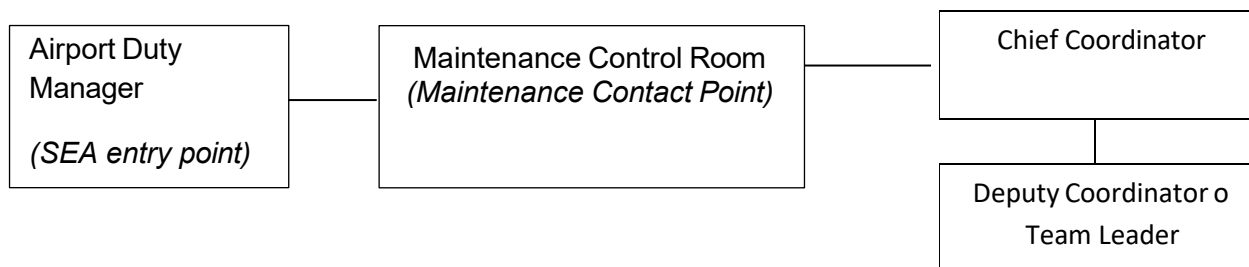 Airport Duty
Manager
(SEA entry point)
Maintenance Control Room
(Maintenance Contact Point)
Chief Coordinator
Deputy Coordinator o
Team Leader